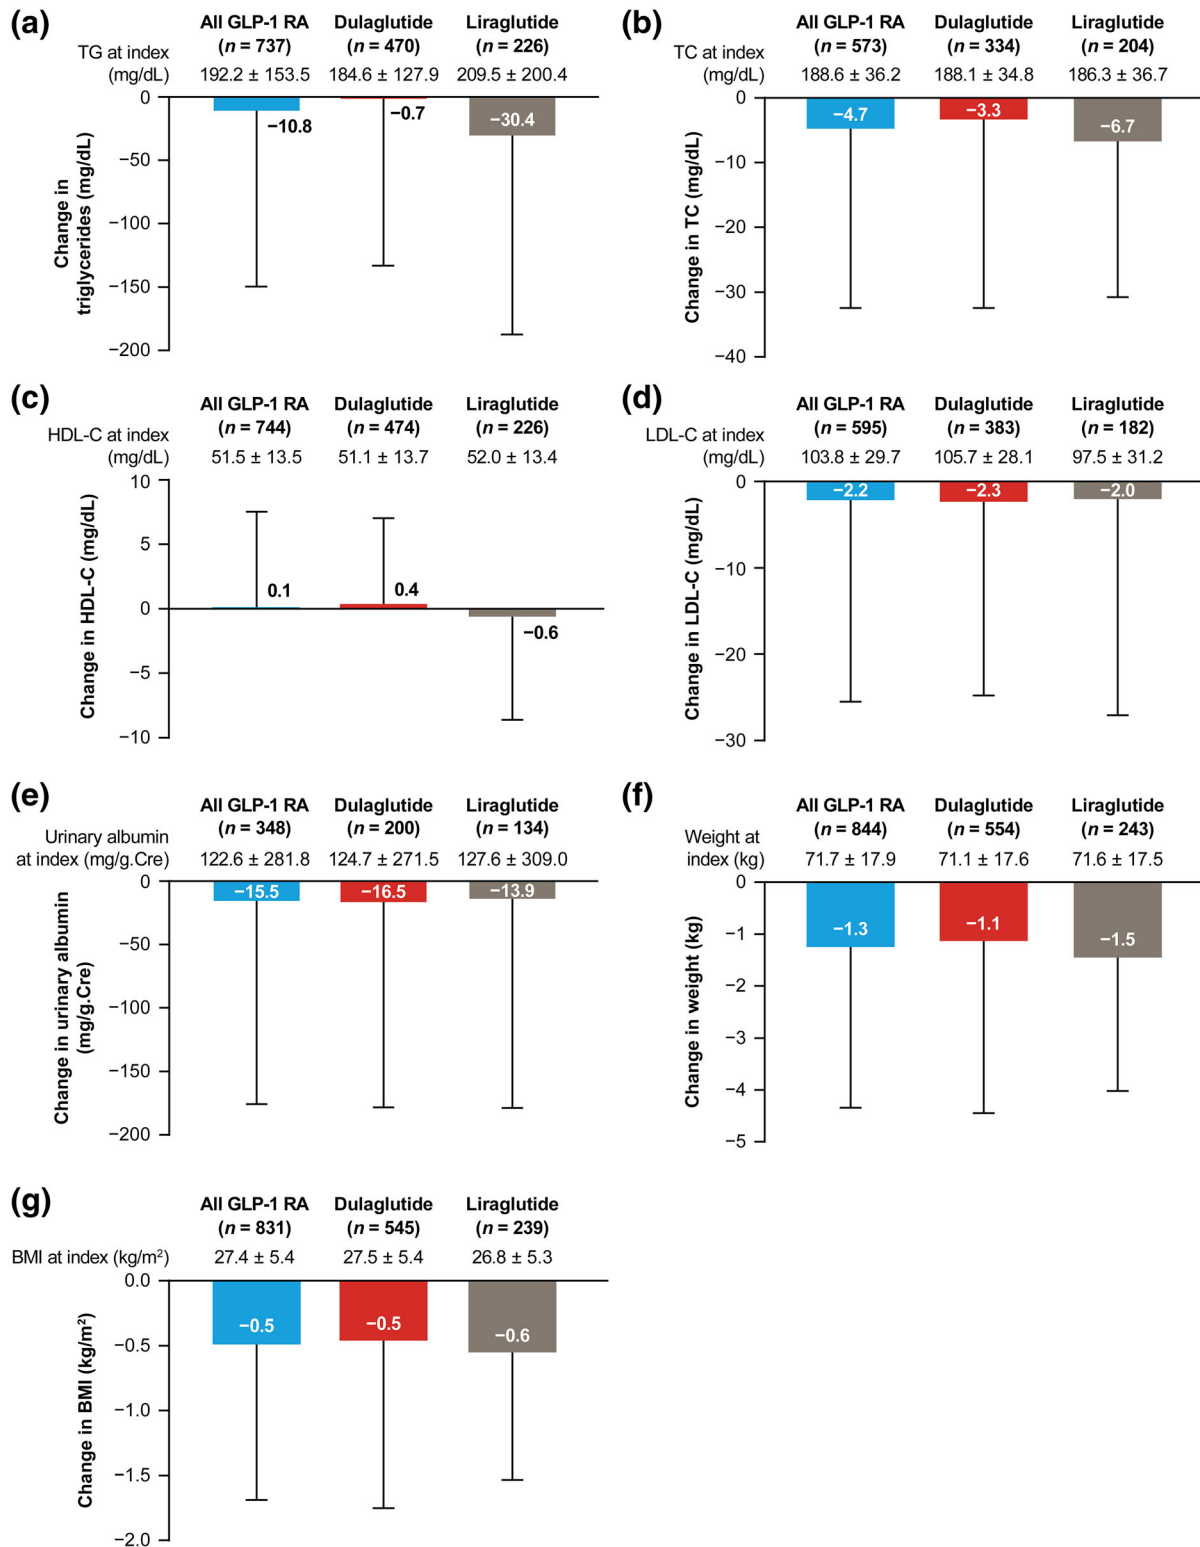 (a)
All GLP-1 RA Dulaglutide Liraglutide
(n = 737) (n = 470) (n = 226)
TG at index
(mg/dL) 192.2 ± 153.5 184.6 ± 127.9 209.5 ± 200.4
0
−50
−100
−150
−200
Change in
triglycerides (mg/dL)
−10.8
−0.7
−30.4
(b)
All GLP-1 RA Dulaglutide Liraglutide
(n = 573) (n = 334) (n = 204)
TC at index
(mg/dL) 188.6 ± 36.2 188.1 ± 34.8 186.3 ± 36.7
0
−10
−20
−30
−40
Change in TC (mg/dL)
−4.7
−3.3
−6.7
(c)
All GLP-1 RA Dulaglutide Liraglutide
(n = 744) (n = 474) (n = 226)
HDL-C at index
(mg/dL) 51.5 ± 13.5 51.1 ± 13.7 52.0 ± 13.4
10
5
0
−5
−10
Change in HDL-C (mg/dL)
0.1
0.4
−0.6
(d)
All GLP-1 RA Dulaglutide Liraglutide
(n = 595) (n = 383) (n = 182)
LDL-C at index
(mg/dL) 103.8 ± 29.7 105.7 ± 28.1 97.5 ± 31.2
0
−10
−20
−30
Change in LDL-C (mg/dL)
−2.2
−2.3
−2.0
(e)
All GLP-1 RA Dulaglutide Liraglutide
(n = 348) (n = 200) (n = 134)
Urinary albumin
at index (mg/g.Cre) 122.6 ± 281.8 124.7 ± 271.5 127.6 ± 309.0
0
−50
−100
−150
−200
Change in urinary albumin
(mg/g.Cre)
−15.5
−16.5
−13.9
(f)
All GLP-1 RA Dulaglutide Liraglutide
(n = 844) (n = 554) (n = 243)
Weight at
index (kg) 71.7 ± 17.9 71.1 ± 17.6 71.6 ± 17.5
0
−1
−2
−3
−4
−5
Change in weight (kg)
−1.3
−1.1
−1.5
(g)
All GLP-1 RA Dulaglutide Liraglutide
(n = 831) (n = 545) (n = 239)
BMI at index (kg/m²) 27.4 ± 5.4 27.5 ± 5.4 26.8 ± 5.3
0.0
−0.5
−1.0
−1.5
−2.0
Change in BMI (kg/m²)
−0.5
−0.5
−0.6